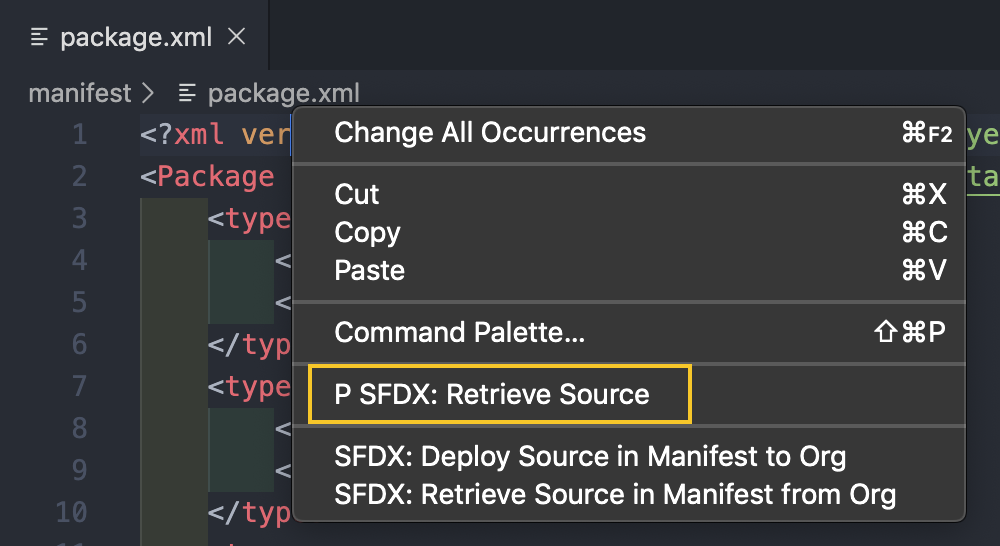 package.xml
manifest > package.xml
1 <?xml ver
Change All Occurrences ⌘F2
ye
2 <Package
ta
3 <type
Cut ⌘X
4 <
Copy ⌘C
5 <
Paste ⌘V
6 </typ
Command Palette... ⇧⌘P
7 <type
P SFDX: Retrieve Source
8 <
9 <
SFDX: Deploy Source in Manifest to Org
SFDX: Retrieve Source in Manifest from Org
10 </typ